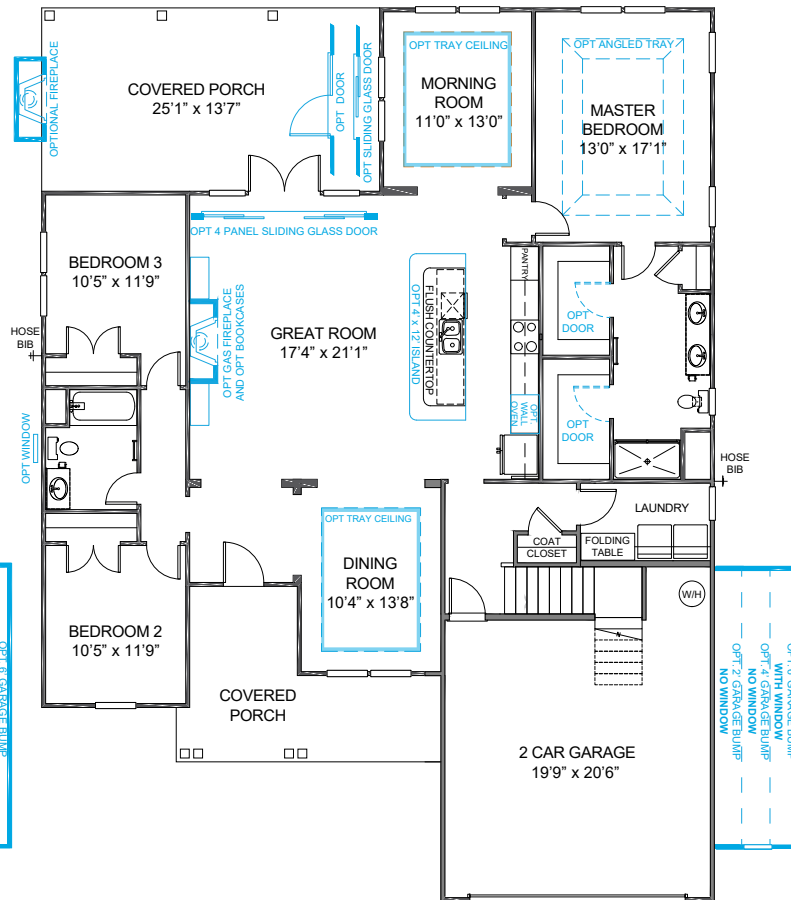 OPT TRAY CEILING
OPT ANGLED TRAY
OPTIONAL FIREPLACE
COVERED PORCH
25'1" x 13'7"
OPT DOOR
OPT SLIDING GLASS DOOR
MORNING
ROOM
11'0" x 13'0"
MASTER
BEDROOM
13'0" x 17'1"
OPT 4 PANEL SLIDING GLASS DOOR
BEDROOM 3
10'5" x 11'9"
PANTRY
HOSE
BIB
OPT GAS FIREPLACE
AND OPT BOOKCASES
GREAT ROOM
17'4" x 21'1"
OPT 4' x 12' ISLAND
FLUSH COUNTERTOP
OPT
DOOR
OPT.
WALL
OVEN
OPT
DOOR
OPT WINDOW
HOSE
BIB
OPT TRAY CEILING
LAUNDRY
COAT
CLOSET
FOLDING
TABLE
DINING
ROOM
10'4" x 13'8"
W/H
BEDROOM 2
10'5" x 11'9"
COVERED
PORCH
2 CAR GARAGE
19'9" x 20'6"
OPT. 6' GARAGE BUMP
OPT. 2' GARAGE BUMP
NO WINDOW
OPT. 4' GARAGE BUMP
NO WINDOW
GARAGE BUMP
WITH WINDOW